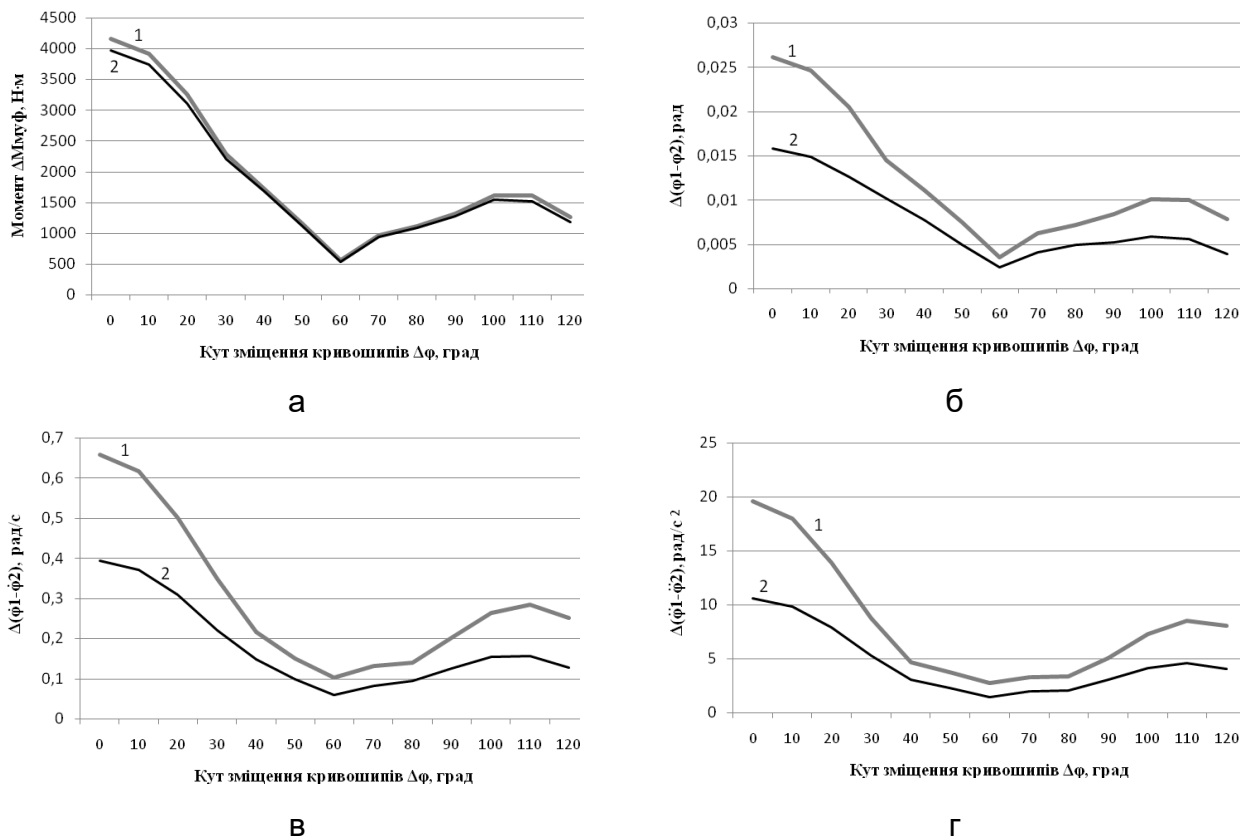 4500
4000
3500
3000
2500
2000
1500
1000
500
0
Момент ΔМмуф, Н·м
1
2
0 10 20 30 40 50 60 70 80 90 100 110 120
Кут зміщення кривошипів Δφ, град
а
0,03
0,025
0,02
0,015
0,01
0,005
0
Δ(φ1-φ2), рад
1
2
0 10 20 30 40 50 60 70 80 90 100 110 120
Кут зміщення кривошипів Δφ, град
б
0,7
0,6
0,5
0,4
0,3
0,2
0,1
0
Δ(φ̇1-φ̇2), рад/с
1
2
0 10 20 30 40 50 60 70 80 90 100 110 120
Кут зміщення кривошипів Δφ, град
в
25
20
15
10
5
0
Δ(φ̈1-φ̈2), рад/с 2
1
2
0 10 20 30 40 50 60 70 80 90 100 110 120
Кут зміщення кривошипів Δφ, град
г